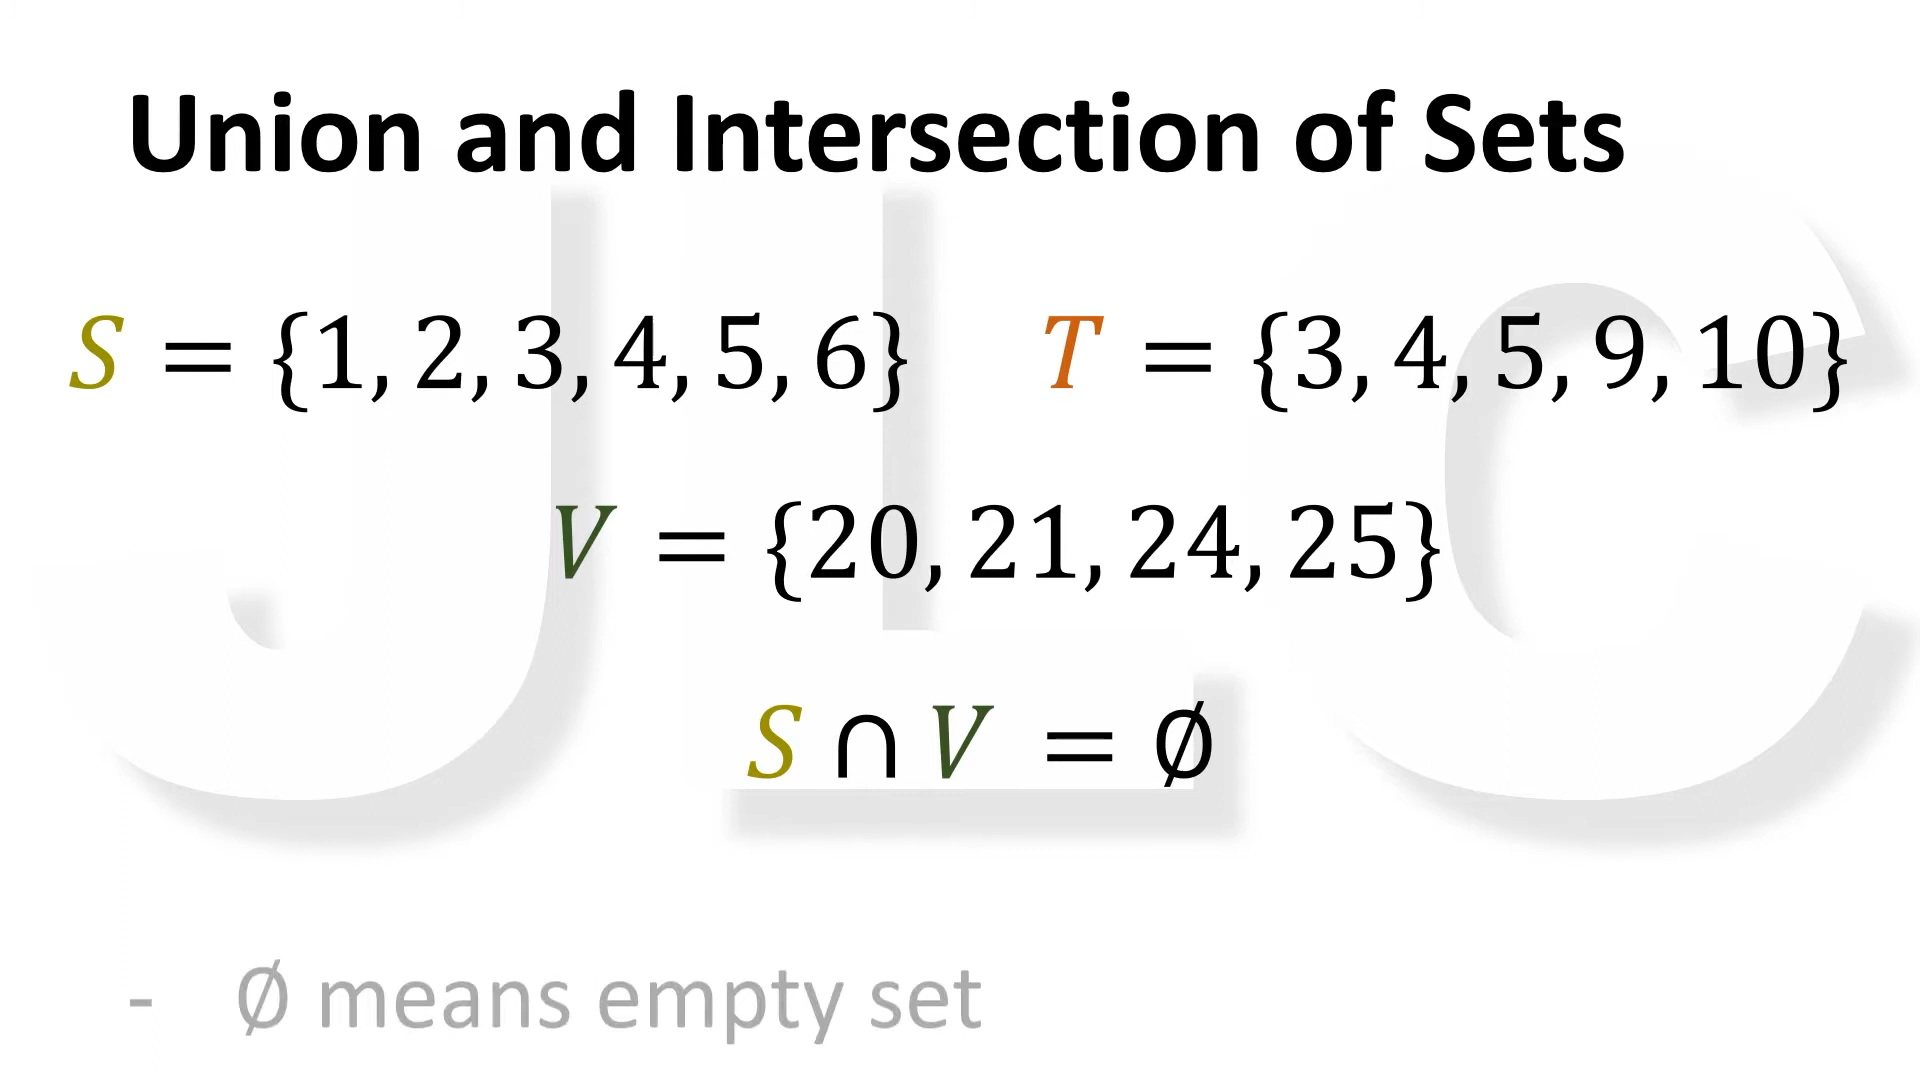 Union and Intersection of Sets
S = {1, 2, 3, 4, 5, 6} T = {3, 4, 5, 9, 10}
V = {20, 21, 24, 25}
S ∩ V = ∅
- ∅ means empty set
JLC